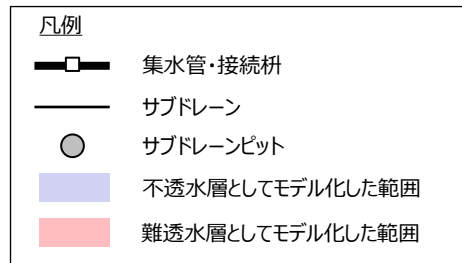 凡例
集水管・接続枡
サブドレーン
サブドレーンピット
不透水層としてモデル化した範囲
難透水層としてモデル化した範囲